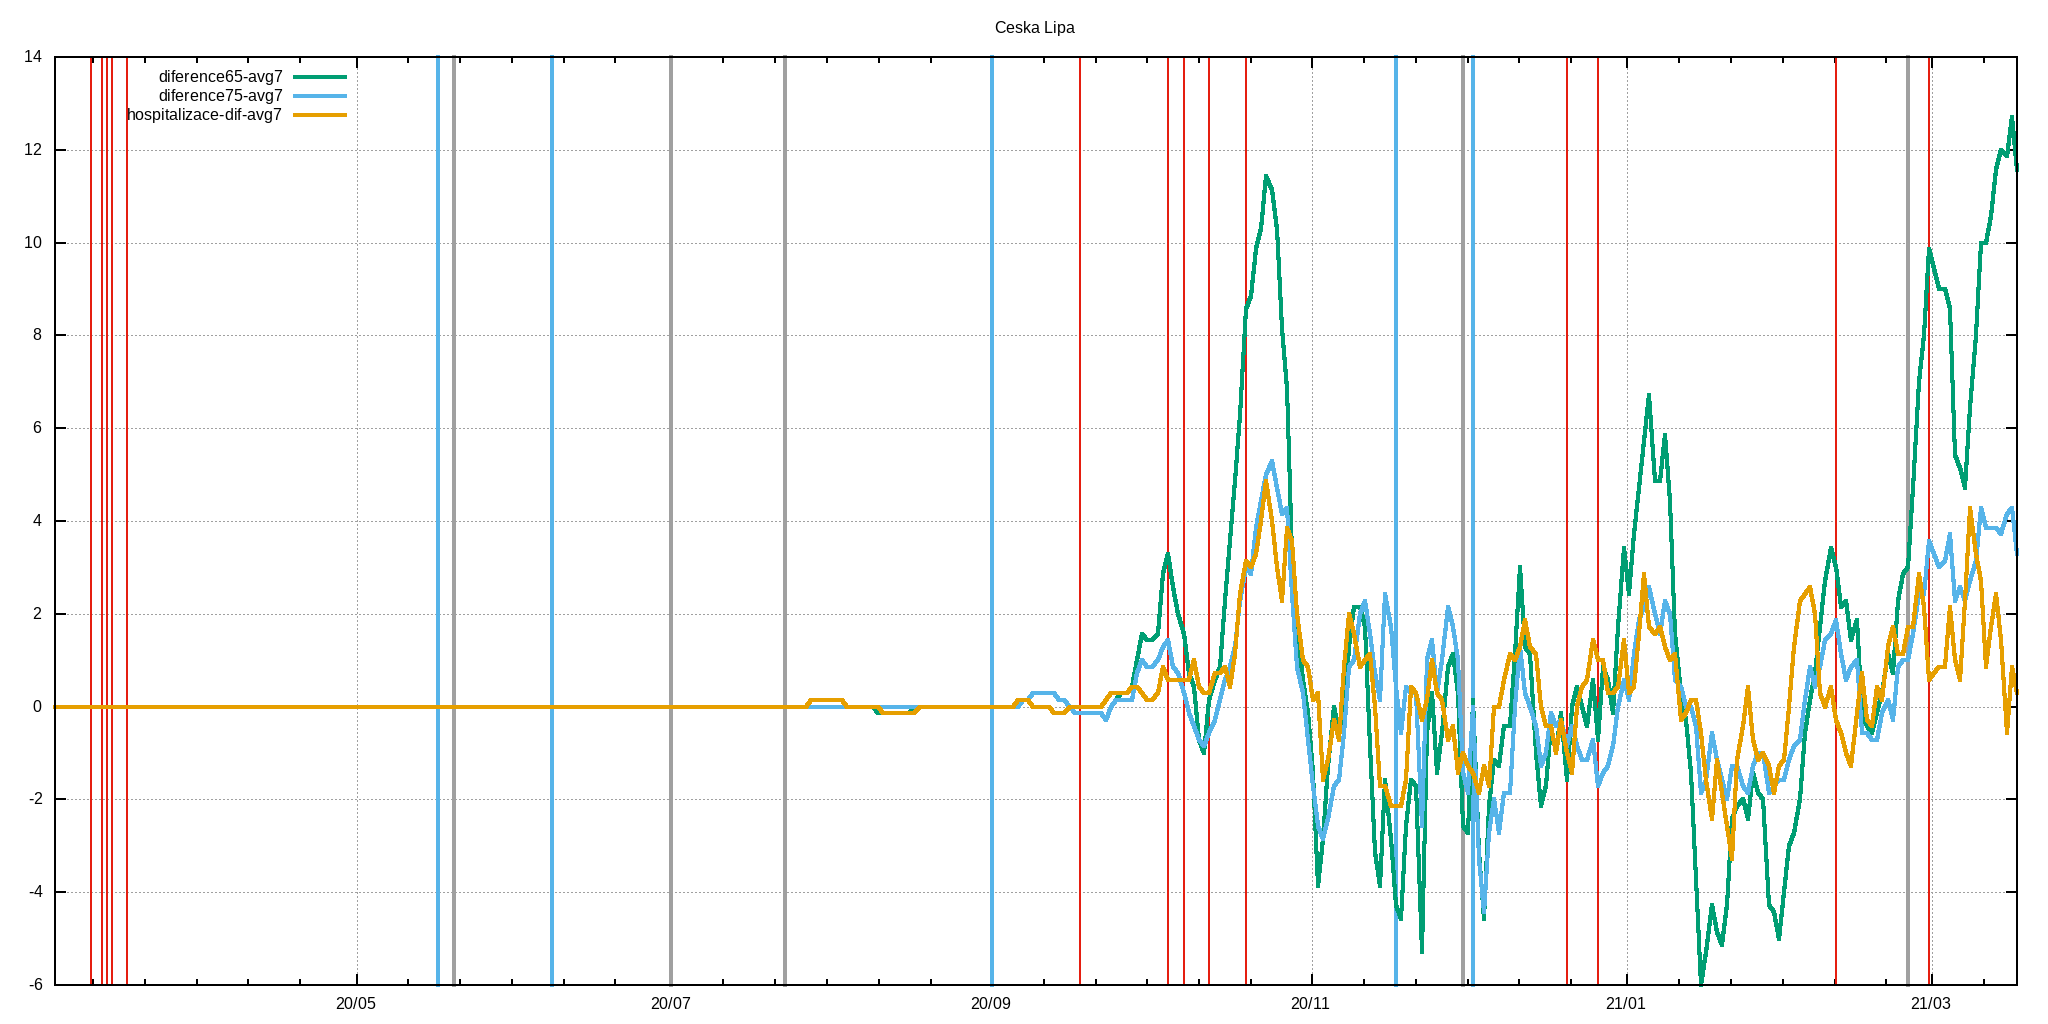 Ceska Lipa
diference65-avg7
diference75-avg7
hospitalizace-dif-avg7
14
12
10
8
6
4
2
0
-2
-4
-6
20/05 20/07 20/09 20/11 21/01 21/03